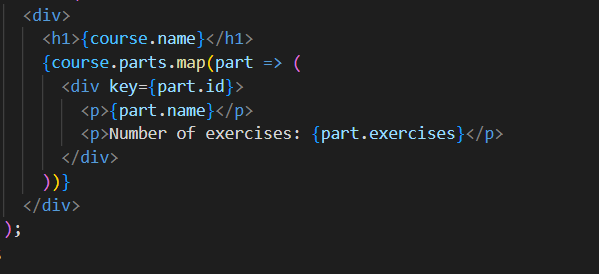 <div>
<h1>{course.name}</h1>
{course.parts.map(part => (
<div key={part.id}>
<p>{part.name}</p>
<p>Number of exercises: {part.exercises}</p>
</div>
))}
</div>
);